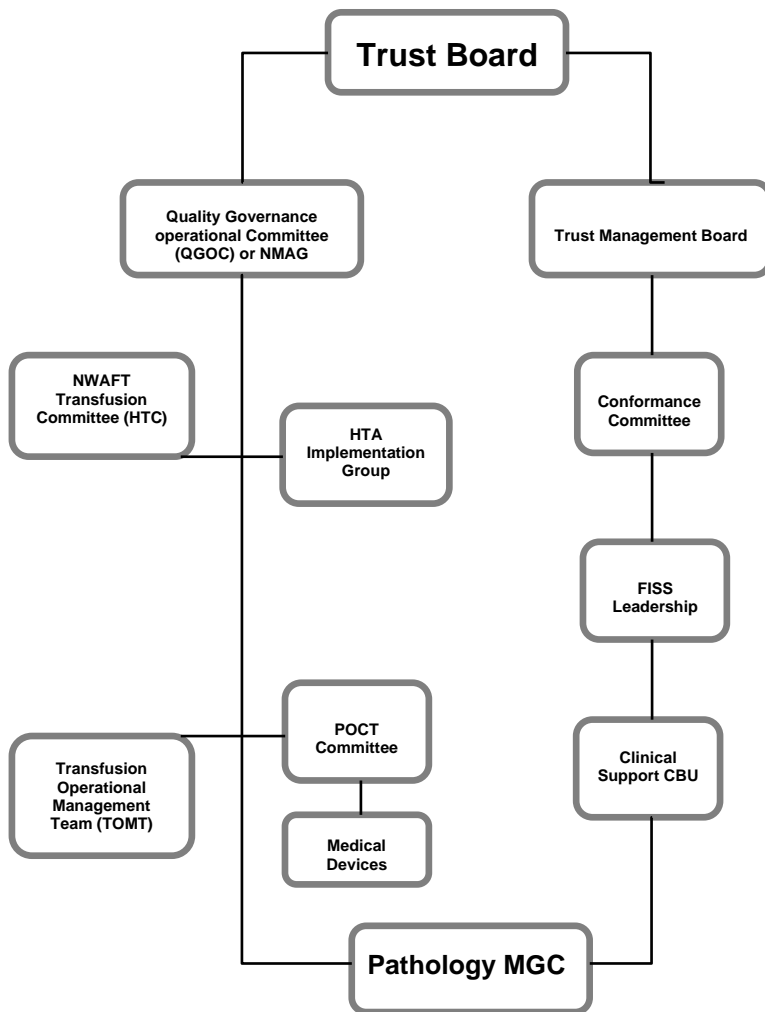 Trust Board
Quality Governance
operational Committee
(QGOC) or NMAG
Trust Management Board
NWAFT
Transfusion
Committee (HTC)
HTA
Implementation
Group
Conformance
Committee
FISS
Leadership
POCT
Committee
Transfusion
Operational
Management
Team (TOMT)
Clinical
Support CBU
Medical
Devices
Pathology MGC